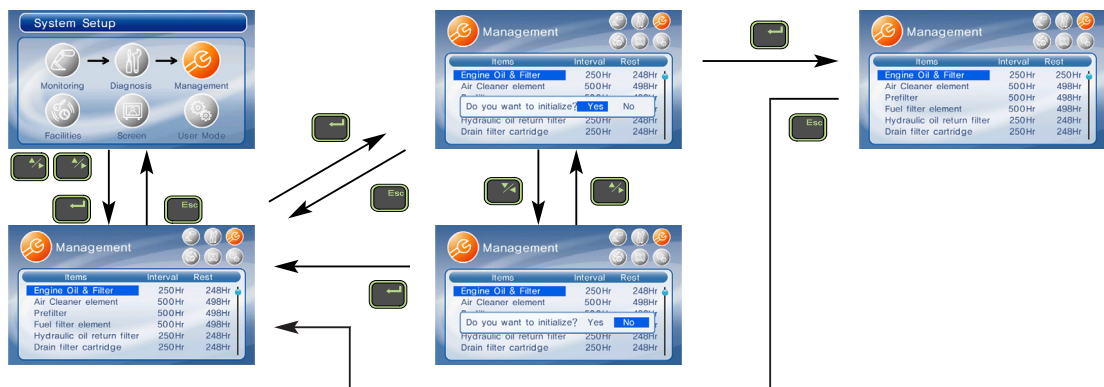 System Setup
Monitoring Diagnosis Management
Facilities Screen User Mode
Esc
Management
Items Interval Rest
Engine Oil & Filter 250Hr 248Hr
Air Cleaner element 500Hr 498Hr
Prefilter 500Hr 498Hr
Fuel filter element 500Hr 498Hr
Hydraulic oil return filter 250Hr 248Hr
Drain filter cartridge 250Hr 248Hr
Esc
Management
Items Interval Rest
Engine Oil & Filter 250Hr 248Hr
Air Cleaner element 500Hr 498Hr
Do you want to initialize? Yes No
Hydraulic oil return filter 250Hr 248Hr
Drain filter cartridge 250Hr 248Hr
Management
Items Interval Rest
Engine Oil & Filter 250Hr 248Hr
Air Cleaner element 500Hr 498Hr
Do you want to initialize? Yes No
Hydraulic oil return filter 250Hr 248Hr
Drain filter cartridge 250Hr 248Hr
Esc
Management
Items Interval Rest
Engine Oil & Filter 250Hr 250Hr
Air Cleaner element 500Hr 498Hr
Prefilter 500Hr 498Hr
Fuel filter element 500Hr 498Hr
Hydraulic oil return filter 250Hr 248Hr
Drain filter cartridge 250Hr 248Hr